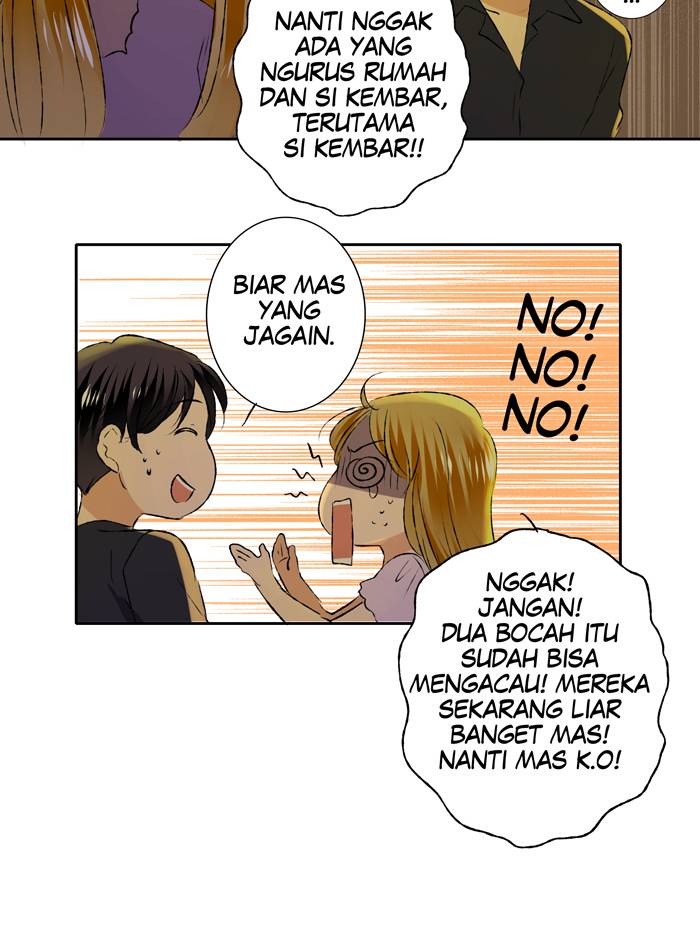 ...
NANTI NGGAK
ADA YANG
NGURUS RUMAH
DAN SI KEMBAR,
TERUTAMA
SI KEMBAR!!
BIAR MAS
YANG
JAGAIN.
NO!
NO!
NO!
NGGAK!
JANGAN!
DUA BOCAH ITU
SUDAH BISA
MENGACAU! MEREKA
SEKARANG LIAR
BANGET MAS!
NANTI MAS K.O!